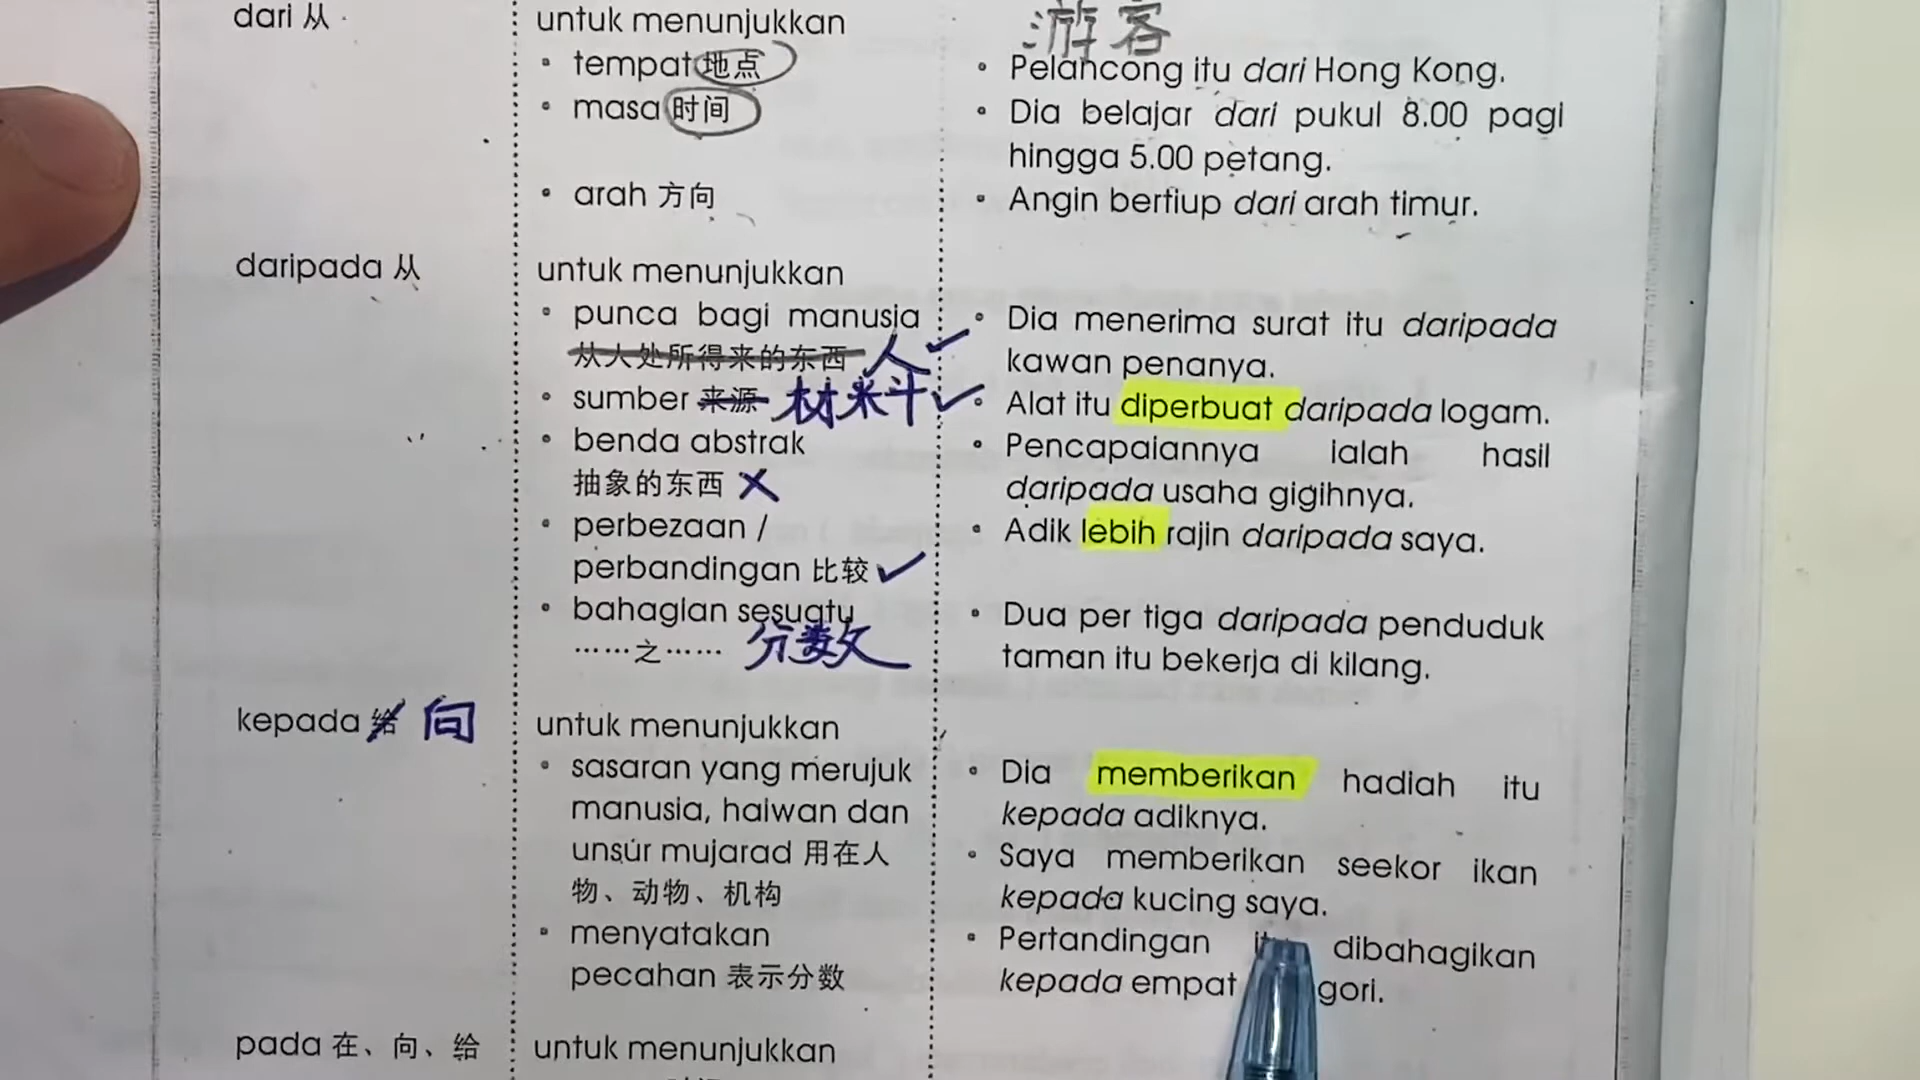 dari 从
untuk menunjukkan
• tempat 地点
• masa 时间
• arah 方向
游客
• Pelancong itu dari Hong Kong.
• Dia belajar dari pukul 8.00 pagi
hingga 5.00 petang.
• Angin bertiup dari arah timur.
daripada 从
untuk menunjukkan
• punca bagi manusia
从人处所得来的东西 人 ✓
• sumber 来源 材米斗 ✓
• benda abstrak
抽象的东西 ✗
• perbezaan /
perbandingan 比较 ✓
• bahagian sesuatu
……之…… 分数
• Dia menerima surat itu daripada
kawan penanya.
• Alat itu diperbuat daripada logam.
• Pencapaiannya ialah hasil
daripada usaha gigihnya.
• Adik lebih rajin daripada saya.
• Dua per tiga daripada penduduk
taman itu bekerja di kilang.
kepada 给 向
untuk menunjukkan
• sasaran yang merujuk
manusia, haiwan dan
unsur mujarad 用在人
物、动物、机构
• menyatakan
pecahan 表示分数
• Dia memberikan hadiah itu
kepada adiknya.
• Saya memberikan seekor ikan
kepada kucing saya.
• Pertandingan itu dibahagikan
kepada empat gori.
pada 在、向、给
untuk menunjukkan